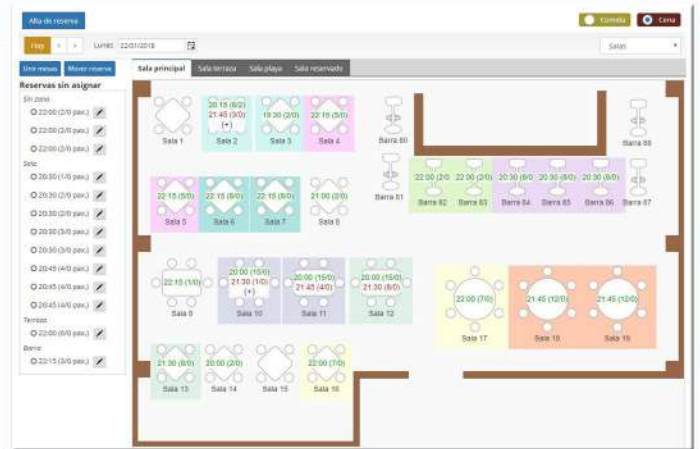 Alta de reserva
Comida
Cena
Hoy
Lunes 22/01/2018
Salas
Unir mesas
Mover reserva
Sala principal
Sala terraza
Sala playa
Sala reservado
Reservas sin asignar
Sin zona
22:00 (2/0 pax.)
22:00 (2/0 pax.)
22:00 (2/0 pax.)
Sala
20:30 (1/0 pax.)
20:30 (2/0 pax.)
20:30 (2/0 pax.)
20:30 (3/0 pax.)
20:30 (3/0 pax.)
20:45 (4/0 pax.)
20:45 (4/0 pax.)
20:45 (4/0 pax.)
Terraza
22:00 (6/0 pax.)
Barra
22:15 (3/0 pax.)
Sala 1
20:15 (8/2)
21:45 (3/0)
(+)
Sala 2
19:30 (2/0)
Sala 3
22:15 (5/0)
Sala 4
Barra 80
Barra 88
22:15 (5/0)
Sala 5
22:15 (8/0)
Sala 6
22:15 (8/0)
Sala 7
21:00 (2/0)
Sala 8
Barra 81
22:00 (2/0)
Barra 82
22:00 (2/0)
Barra 83
20:30 (6/0)
Barra 84
20:30 (6/0)
Barra 85
20:30 (6/0)
Barra 86
Barra 87
22:15 (1/0)
Sala 9
20:00 (15/0)
21:30 (1/0)
(+)
Sala 10
20:00 (15/0)
21:45 (4/0)
Sala 11
20:00 (15/0)
21:30 (8/0)
Sala 12
22:00 (7/0)
Sala 17
21:45 (12/0)
Sala 18
21:45 (12/0)
Sala 19
21:30 (8/0)
Sala 13
20:00 (2/0)
Sala 14
Sala 15
22:00 (7/0)
Sala 16